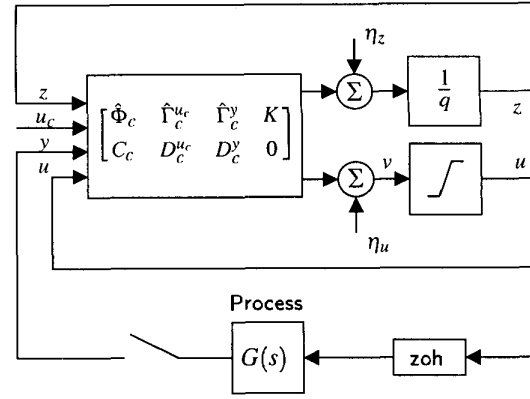 η_z
z
u_c
y
u
[Φ̂_c Γ̂_c^{u_c} Γ̂_c^y K
C_c D_c^{u_c} D_c^y 0]
Σ
1/q
z
Σ
v
u
η_u
Process
G(s)
zoh